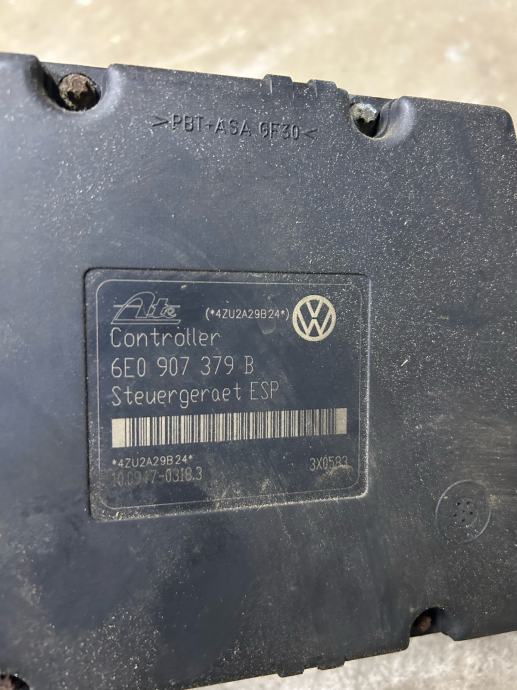 >PBT+ASA GF30<
Ate (*4ZU2A29B24*)
Controller
6E0 907 379 B
Steuergeraet ESP
*4ZU2A29B24* 3X0583
10.0947-0318.3